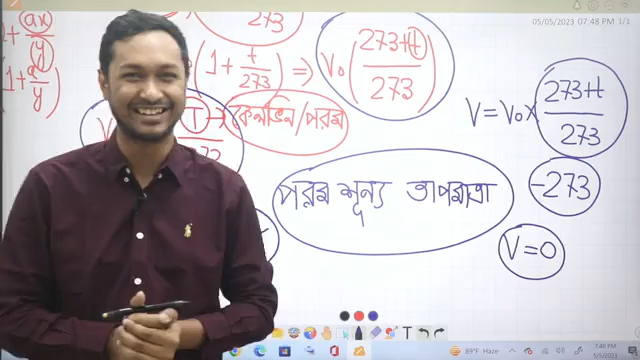 05/05/2023 07:48 PM 1/1
(ax)
273
(y)
(1 + t/273) ⇒ V₀ (273+t/273)
V = V₀ × 273+t/273
T → কেলভিন/পরম
পরম শূন্য তাপমাত্রা
-273
V = 0
T
89°F Haze
7:48 PM
5/5/2023